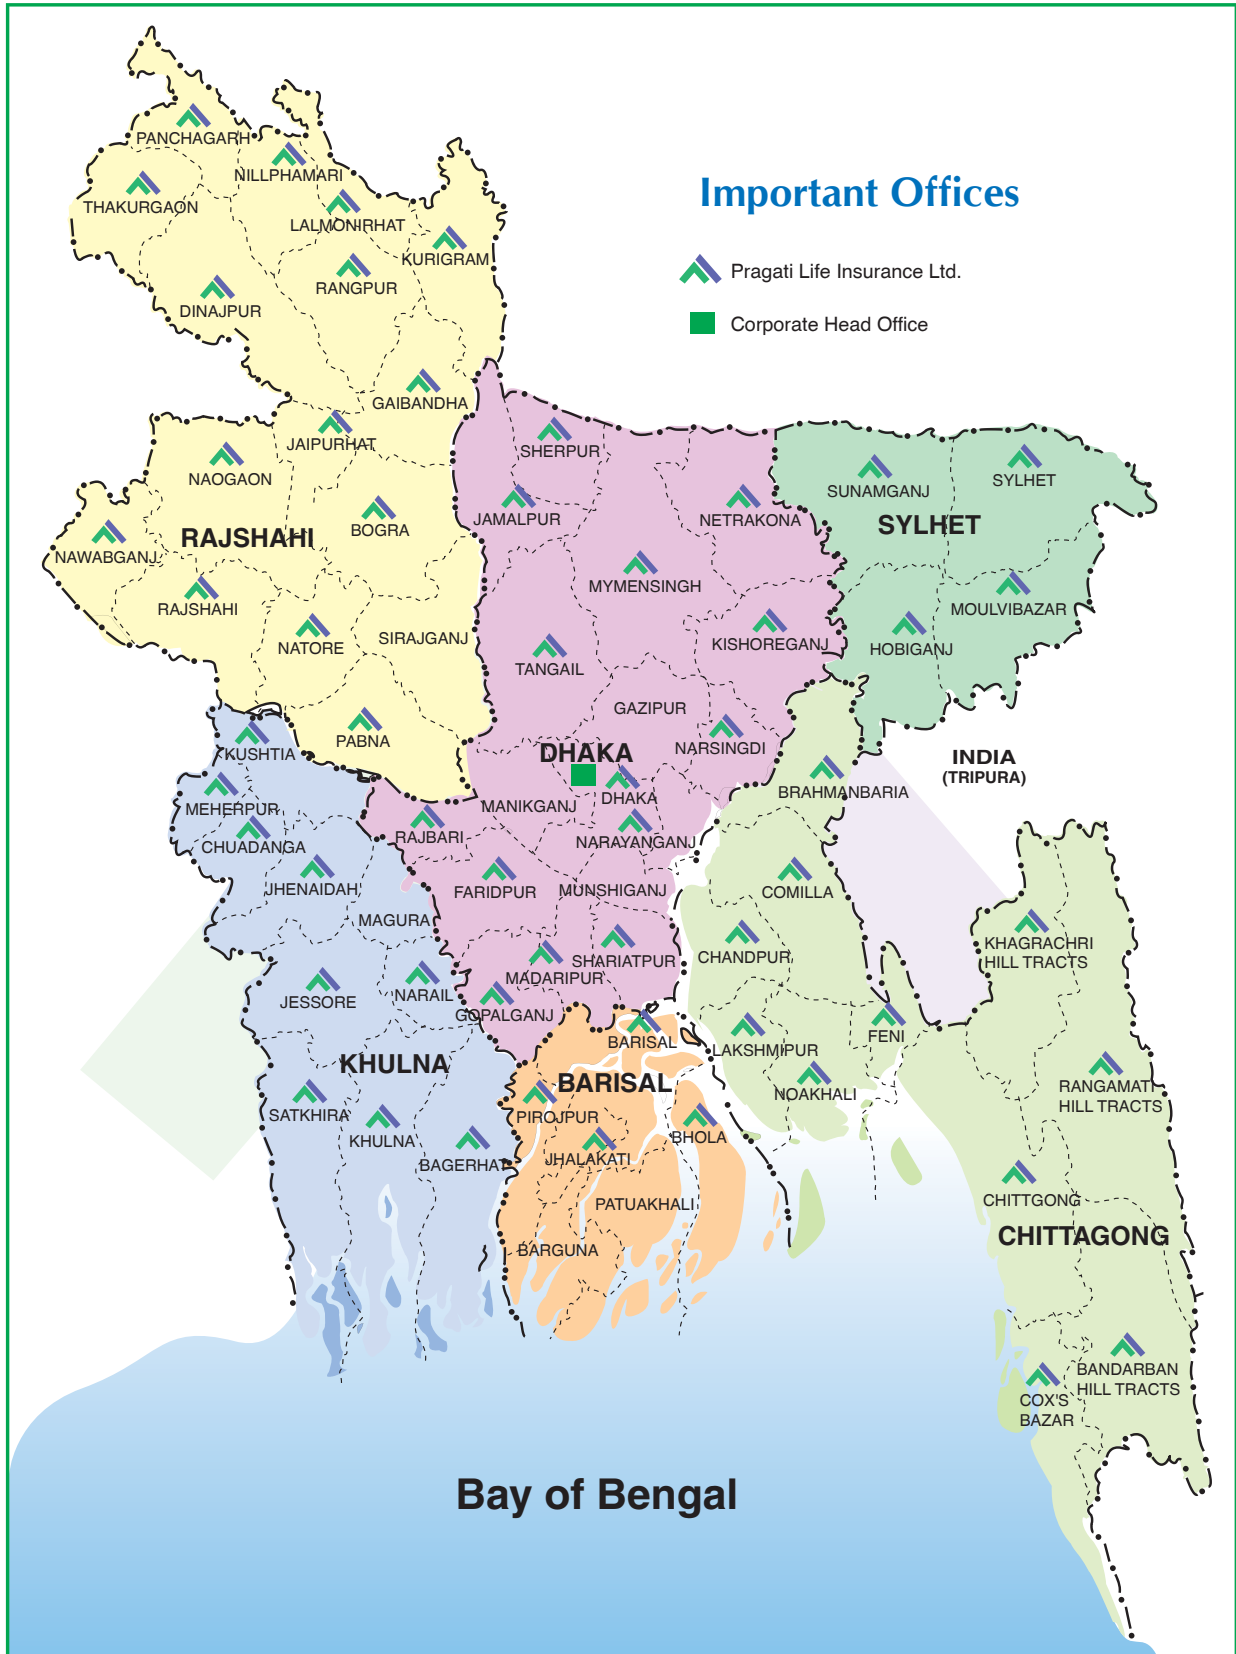 PANCHAGARH
NILLPHAMARI
THAKURGAON
LALMONIRHAT
KURIGRAM
RANGPUR
DINAJPUR
Important Offices
Pragati Life Insurance Ltd.
Corporate Head Office
GAIBANDHA
JAIPURHAT
NAOGAON
BOGRA
RAJSHAHI
NAWABGANJ
RAJSHAHI
NATORE
SIRAJGANJ
PABNA
SHERPUR
JAMALPUR
NETRAKONA
MYMENSINGH
KISHOREGANJ
TANGAIL
GAZIPUR
NARSINGDI
DHAKA
DHAKA
MANIKGANJ
NARAYANGANJ
RAJBARI
FARIDPUR
MUNSHIGANJ
SHARIATPUR
MADARIPUR
GOPALGANJ
SUNAMGANJ
SYLHET
SYLHET
MOULVIBAZAR
HOBIGANJ
INDIA
(TRIPURA)
KUSHTIA
MEHERPUR
CHUADANGA
JHENAIDAH
MAGURA
JESSORE
NARAIL
KHULNA
SATKHIRA
KHULNA
BAGERHAT
BARISAL
BARISAL
PIROJPUR
JHALAKATI
BHOLA
PATUAKHALI
BARGUNA
BRAHMANBARIA
COMILLA
CHANDPUR
LAKSHMIPUR
NOAKHALI
FENI
KHAGRACHRI
HILL TRACTS
RANGAMATI
HILL TRACTS
CHITTGONG
CHITTAGONG
BANDARBAN
HILL TRACTS
COX'S
BAZAR
Bay of Bengal